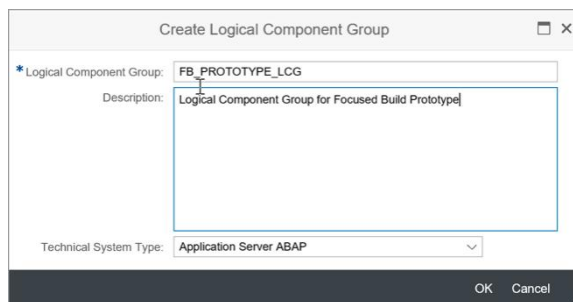 Create Logical Component Group
*Logical Component Group: FB_PROTOTYPE_LCG
Description: Logical Component Group for Focused Build Prototype
Technical System Type: Application Server ABAP
OK Cancel